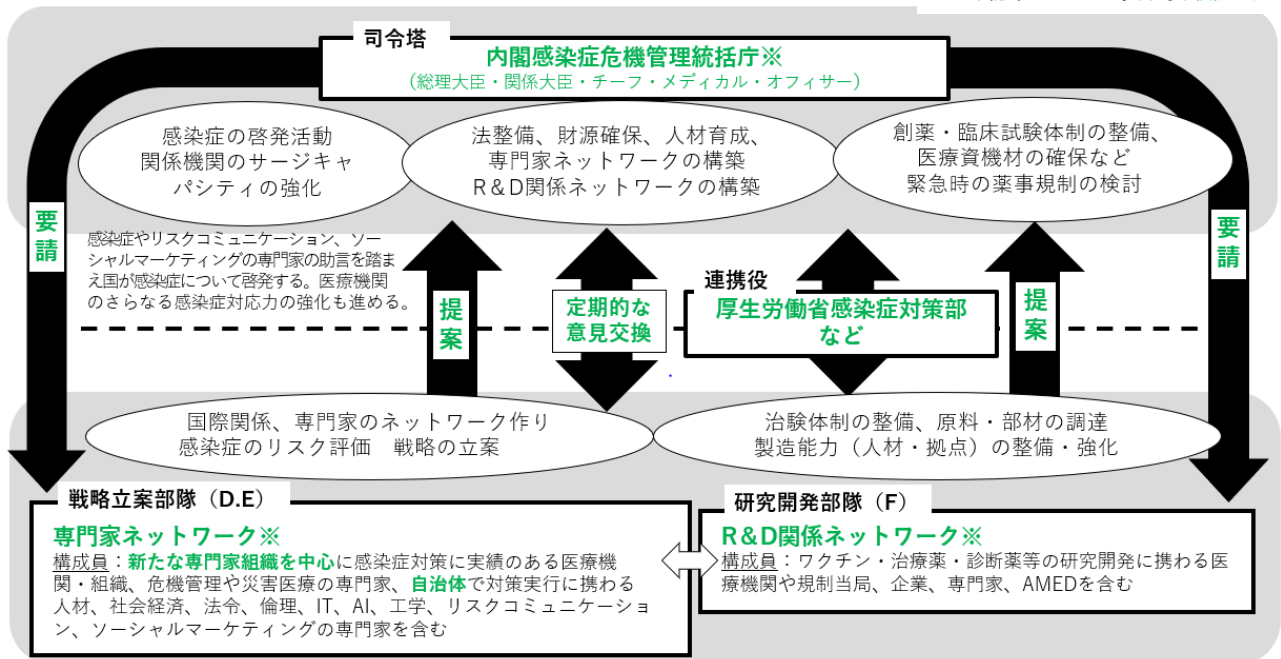 司令塔
内閣感染症危機管理統括庁※
（総理大臣・関係大臣・チーフ・メディカル・オフィサー）
感染症の啓発活動
関係機関のサージキャ
パシティの強化
法整備、財源確保、人材育成、
専門家ネットワークの構築
R＆D関係ネットワークの構築
創薬・臨床試験体制の整備、
医療資機材の確保など
緊急時の薬事規制の検討
要請
要請
感染症やリスクコミュニケーション、ソー
シャルマーケティングの専門家の助言を踏ま
え国が感染症について啓発する。医療機関
のさらなる感染症対応力の強化も進める。
提案
定期的な
意見交換
連携役
厚生労働省感染症対策部
など
提案
国際関係、専門家のネットワーク作り
感染症のリスク評価　戦略の立案
治験体制の整備、原料・部材の調達
製造能力（人材・拠点）の整備・強化
戦略立案部隊（D.E）
専門家ネットワーク※
構成員：新たな専門家組織を中心に感染症対策に実績のある医療機
関・組織、危機管理や災害医療の専門家、自治体で対策実行に携わる
人材、社会経済、法令、倫理、IT、AI、工学、リスクコミュニケーショ
ン、ソーシャルマーケティングの専門家を含む
研究開発部隊（F）
R＆D関係ネットワーク※
構成員：ワクチン・治療薬・診断薬等の研究開発に携わる医
療機関や規制当局、企業、専門家、AMEDを含む